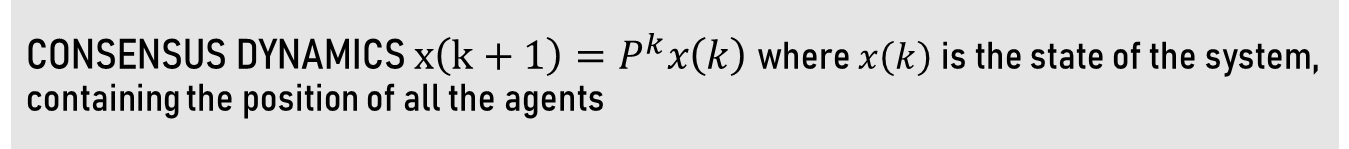 CONSENSUS DYNAMICS x(k + 1) = P^k x(k) where x(k) is the state of the system,
containing the position of all the agents